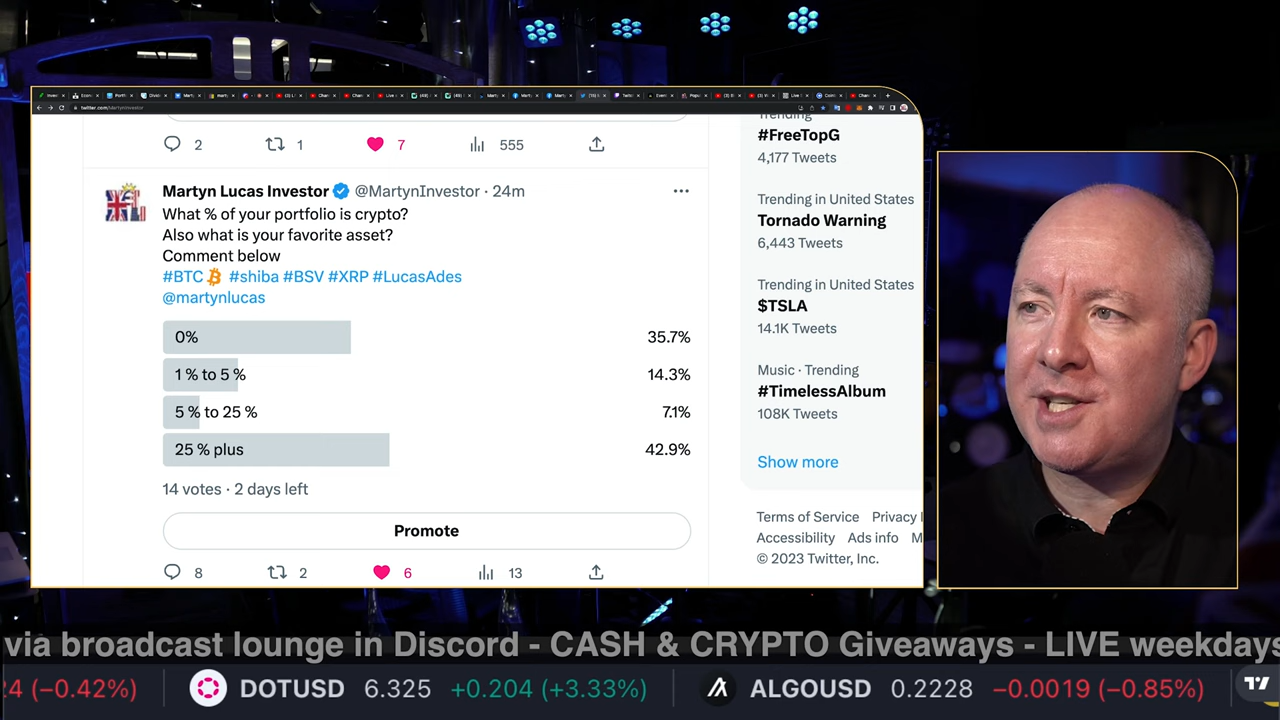 twitter.com/MartynInvestor
2
1
7
555
Martyn Lucas Investor @MartynInvestor · 24m
What % of your portfolio is crypto?
Also what is your favorite asset?
Comment below
#BTC #shiba #BSV #XRP #LucasAdes
@martynlucas
0% 35.7%
1 % to 5 % 14.3%
5 % to 25 % 7.1%
25 % plus 42.9%
14 votes · 2 days left
Promote
8
2
6
13
Trending
#FreeTopG
4,177 Tweets
Trending in United States
Tornado Warning
6,443 Tweets
Trending in United States
$TSLA
14.1K Tweets
Music · Trending
#TimelessAlbum
108K Tweets
Show more
Terms of Service Privacy
Accessibility Ads info M
© 2023 Twitter, Inc.
via broadcast lounge in Discord - CASH & CRYPTO Giveaways - LIVE weekdays
4 (−0.42%) DOTUSD 6.325 +0.204 (+3.33%) ALGOUSD 0.2228 −0.0019 (−0.85%)